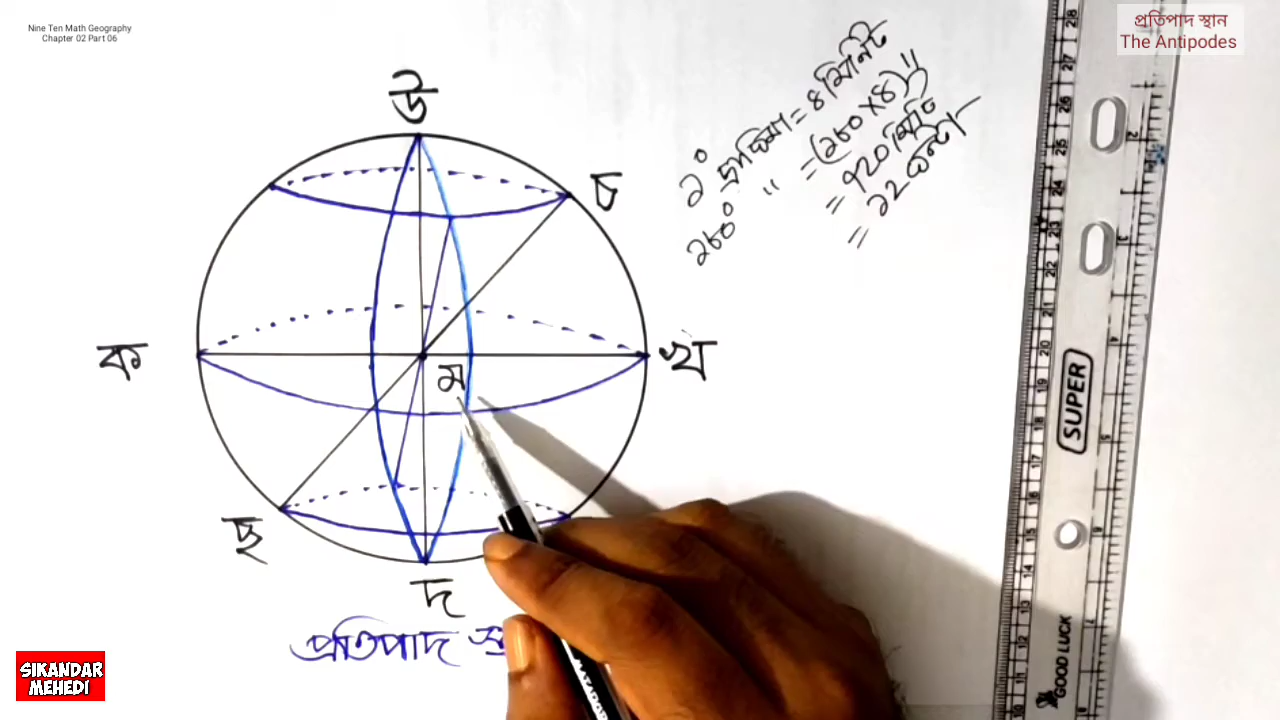 Nine Ten Math Geography
Chapter 02 Part 06
প্রতিপাদ স্থান
The Antipodes
উ
চ
১° দ্রাঘিমা = ৪ মিনিট
১৮০° " = (১৮০ × ৪) "
= ৭২০ মিনিট
= ১২ ঘন্টা
ক
খ
ম
ছ
দ
প্রতিপাদ
SIKANDAR
MEHEDI
SUPER
GOOD LUCK
MATADOR